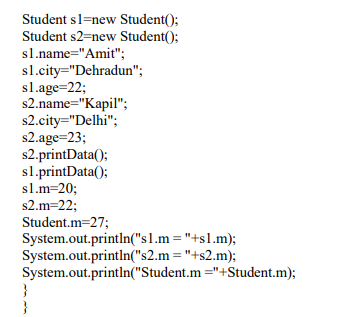 Student s1=new Student();
Student s2=new Student();
s1.name="Amit";
s1.city="Dehradun";
s1.age=22;
s2.name="Kapil";
s2.city="Delhi";
s2.age=23;
s2.printData();
s1.printData();
s1.m=20;
s2.m=22;
Student.m=27;
System.out.println("s1.m = "+s1.m);
System.out.println("s2.m = "+s2.m);
System.out.println("Student.m ="+Student.m);
}
}